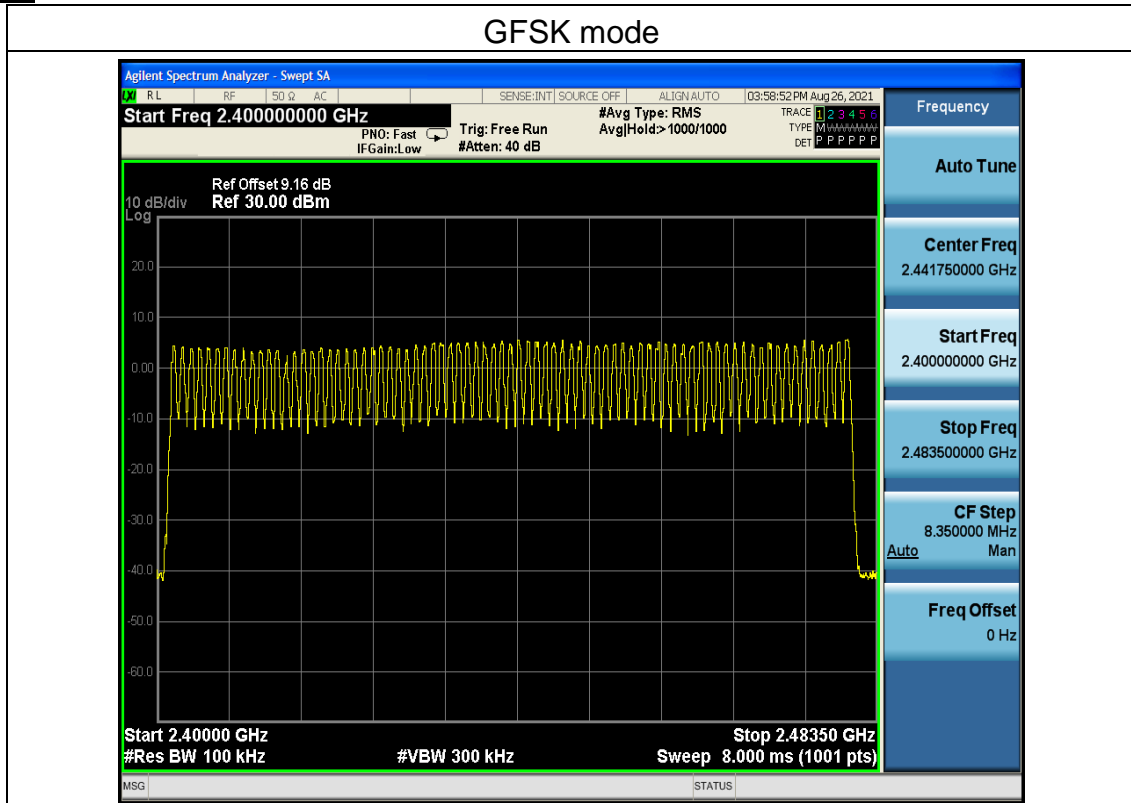 GFSK mode
Agilent Spectrum Analyzer - Swept SA
LXI RL RF 50 Ω AC SENSE:INT SOURCE OFF ALIGNAUTO 03:58:52 PM Aug 26, 2021
Start Freq 2.400000000 GHz
#Avg Type: RMS
TRACE 1 2 3 4 5 6
PNO: Fast Trig: Free Run Avg|Hold:>1000/1000
TYPE M
IFGain:Low #Atten: 40 dB
DET P P P P P P
Frequency
Auto Tune
Center Freq
2.441750000 GHz
Start Freq
2.400000000 GHz
Stop Freq
2.483500000 GHz
CF Step
8.350000 MHz
Auto Man
Freq Offset
0 Hz
Ref Offset 9.16 dB
10 dB/div Ref 30.00 dBm
Log
20.0
10.0
0.00
-10.0
-20.0
-30.0
-40.0
-50.0
-60.0
Start 2.40000 GHz Stop 2.48350 GHz
#Res BW 100 kHz #VBW 300 kHz Sweep 8.000 ms (1001 pts)
MSG STATUS